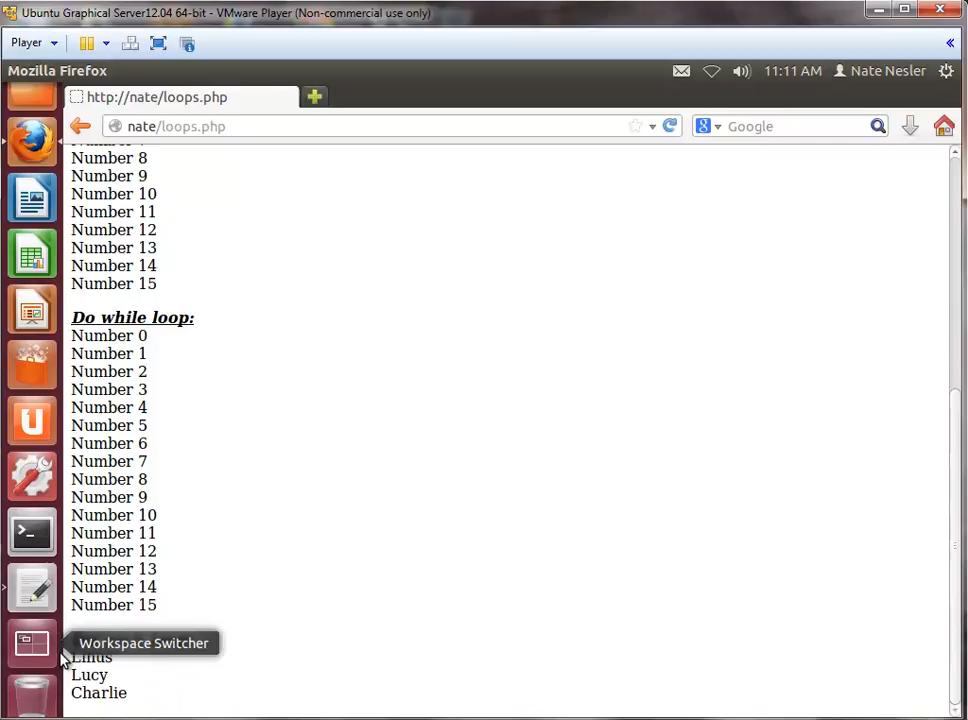 Ubuntu Graphical Server12.04 64-bit - VMware Player (Non-commercial use only)
Player
Mozilla Firefox
11:11 AM
Nate Nesler
http://nate/loops.php
nate/loops.php
Google
Number 8
Number 9
Number 10
Number 11
Number 12
Number 13
Number 14
Number 15
Do while loop:
Number 0
Number 1
Number 2
Number 3
Number 4
Number 5
Number 6
Number 7
Number 8
Number 9
Number 10
Number 11
Number 12
Number 13
Number 14
Number 15
Workspace Switcher
Linus
Lucy
Charlie